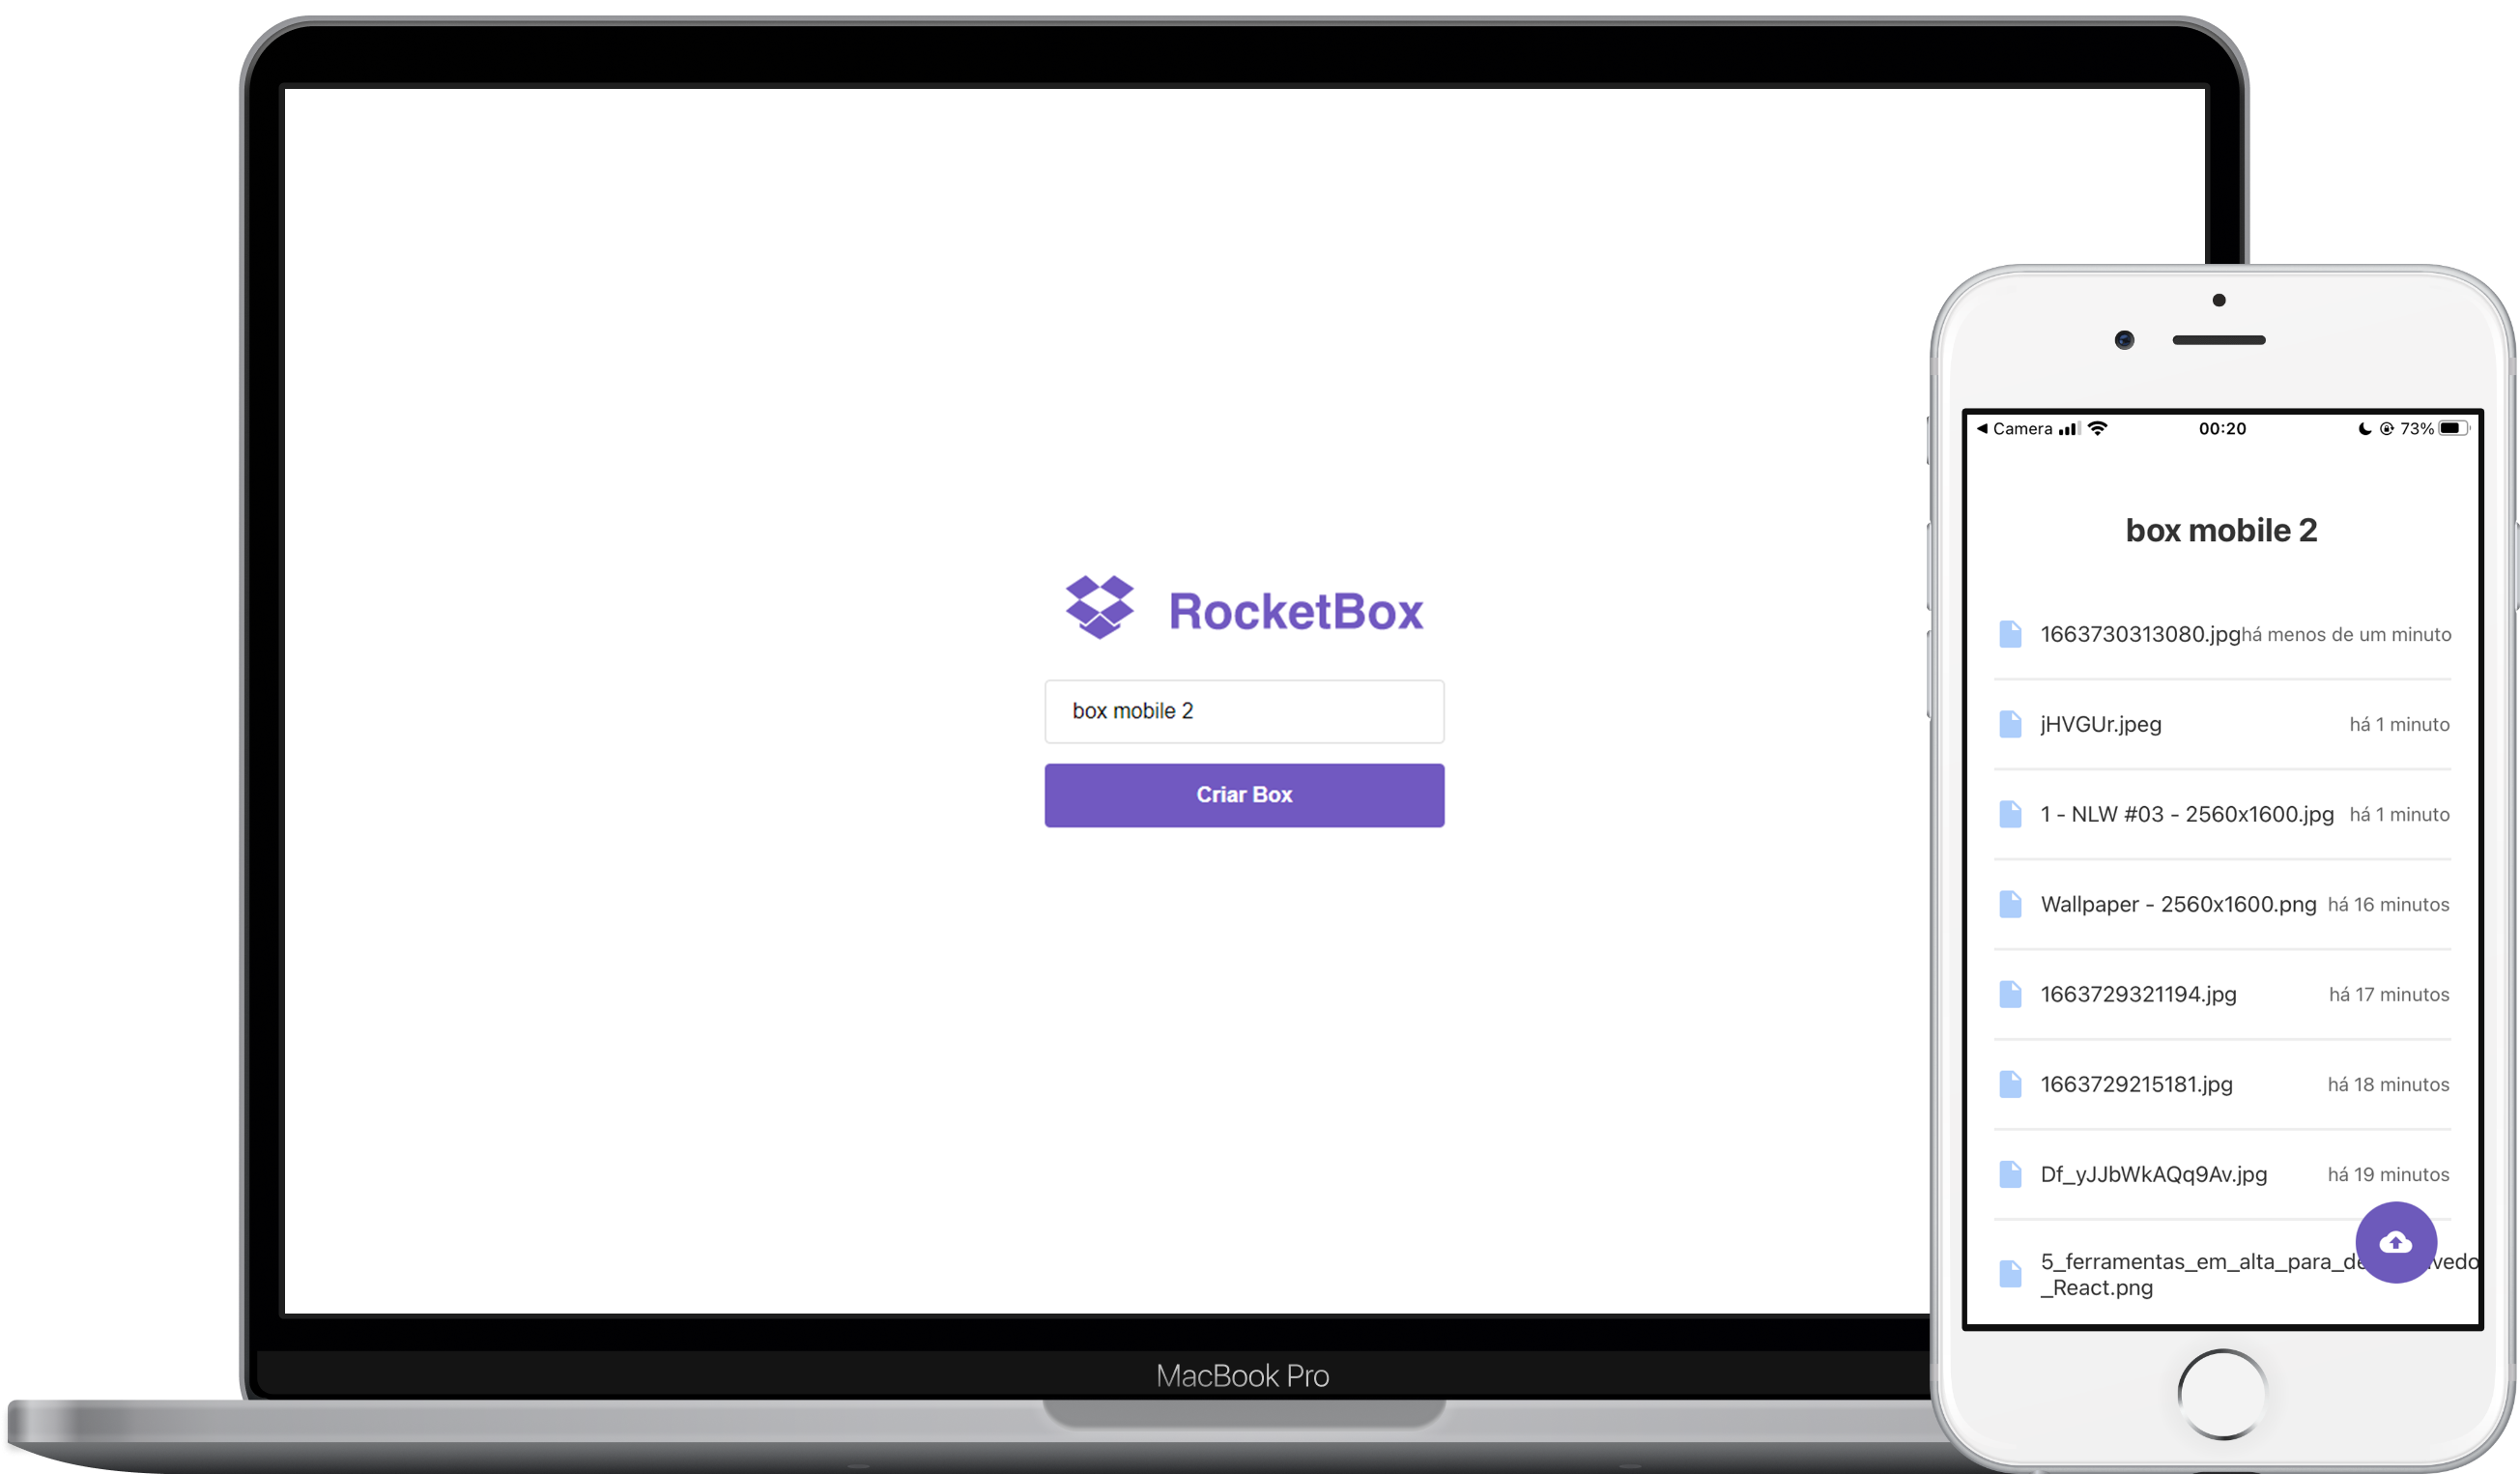 RocketBox
box mobile 2
Criar Box
MacBook Pro
Camera 00:20 73%
box mobile 2
1663730313080.jpg há menos de um minuto
jHVGUr.jpeg há 1 minuto
1 - NLW #03 - 2560x1600.jpg há 1 minuto
Wallpaper - 2560x1600.png há 16 minutos
1663729321194.jpg há 17 minutos
1663729215181.jpg há 18 minutos
Df_yJJbWkAQq9Av.jpg há 19 minutos
_React.png